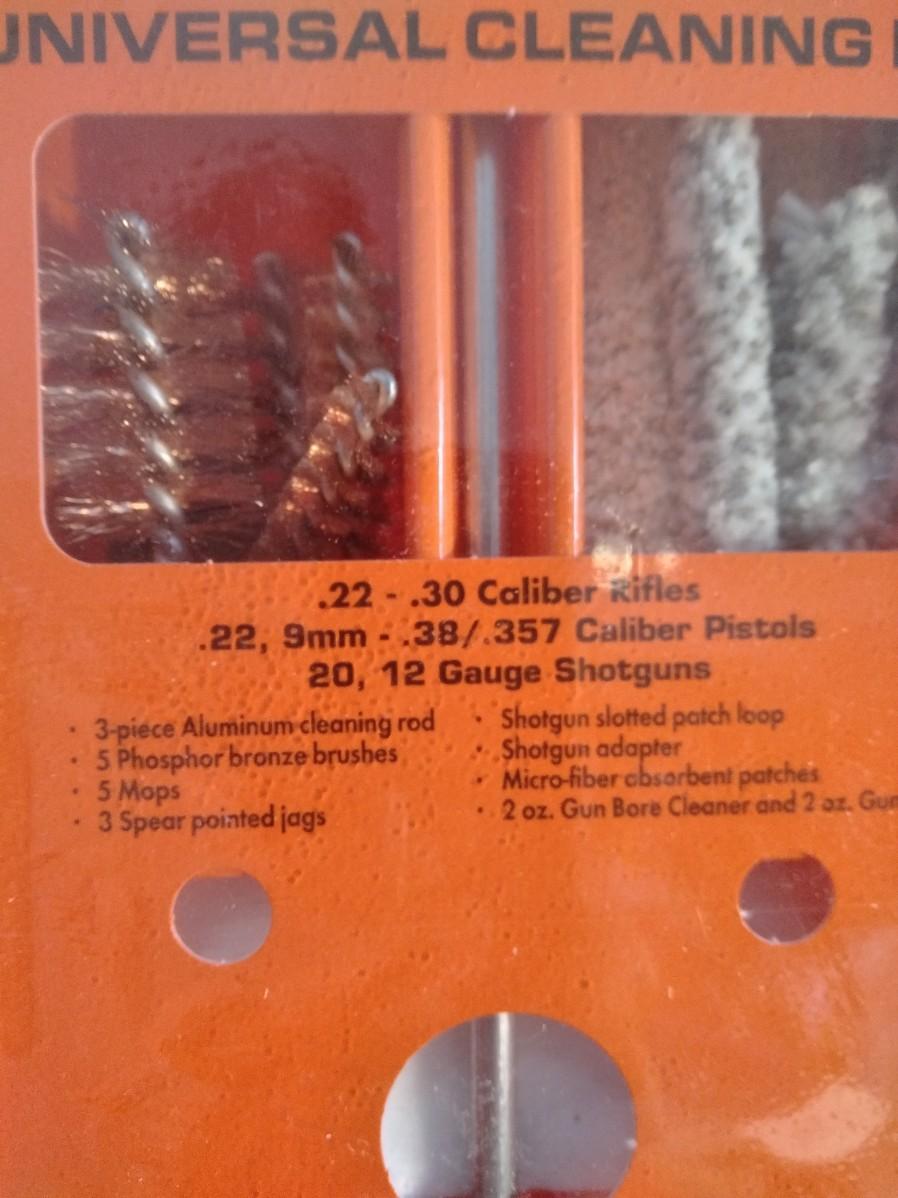 UNIVERSAL CLEANING
.22 - .30 Caliber Rifles
.22, 9mm - .38/.357 Caliber Pistols
20, 12 Gauge Shotguns
· 3-piece Aluminum cleaning rod
· 5 Phosphor bronze brushes
· 5 Mops
· 3 Spear pointed jags
· Shotgun slotted patch loop
· Shotgun adapter
· Micro-fiber absorbent patches
· 2 oz. Gun Bore Cleaner and 2 oz. Gun